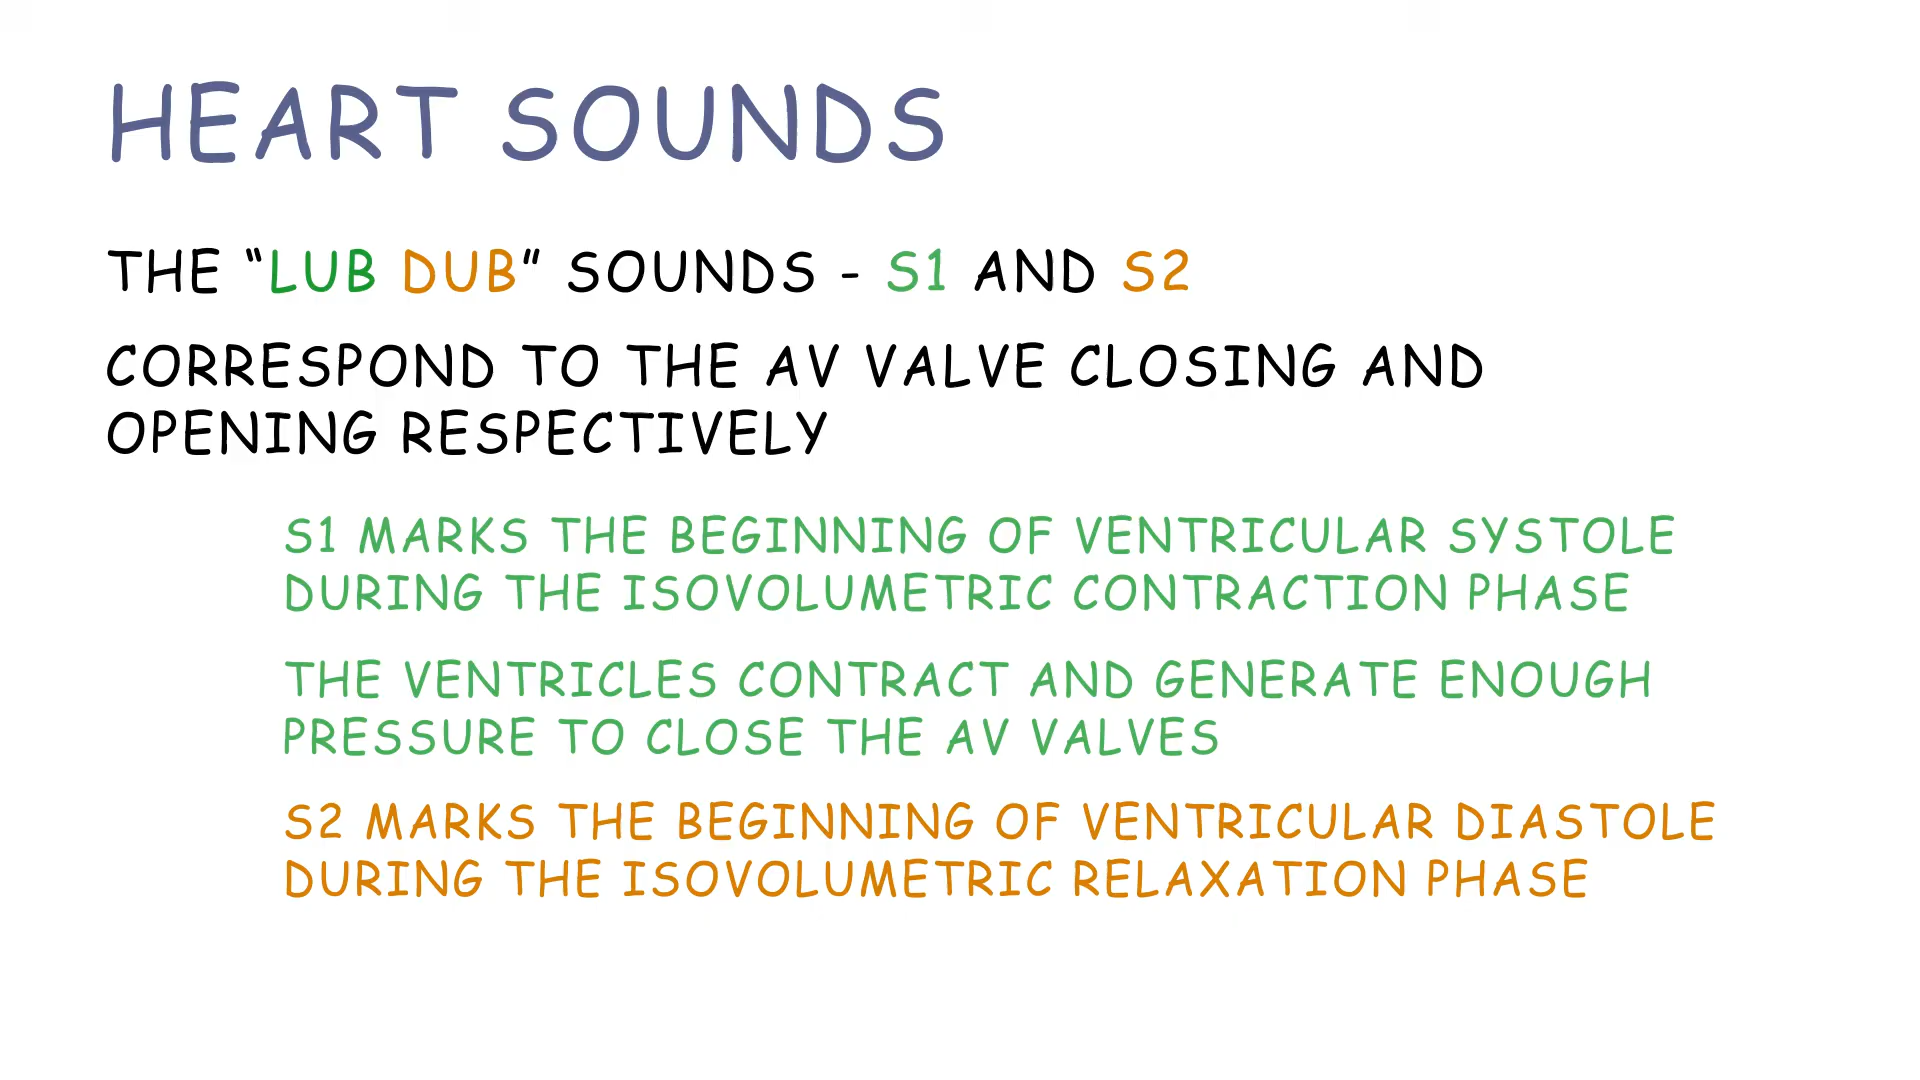 HEART SOUNDS
THE “LUB DUB” SOUNDS - S1 AND S2
CORRESPOND TO THE AV VALVE CLOSING AND
OPENING RESPECTIVELY
S1 MARKS THE BEGINNING OF VENTRICULAR SYSTOLE
DURING THE ISOVOLUMETRIC CONTRACTION PHASE
THE VENTRICLES CONTRACT AND GENERATE ENOUGH
PRESSURE TO CLOSE THE AV VALVES
S2 MARKS THE BEGINNING OF VENTRICULAR DIASTOLE
DURING THE ISOVOLUMETRIC RELAXATION PHASE